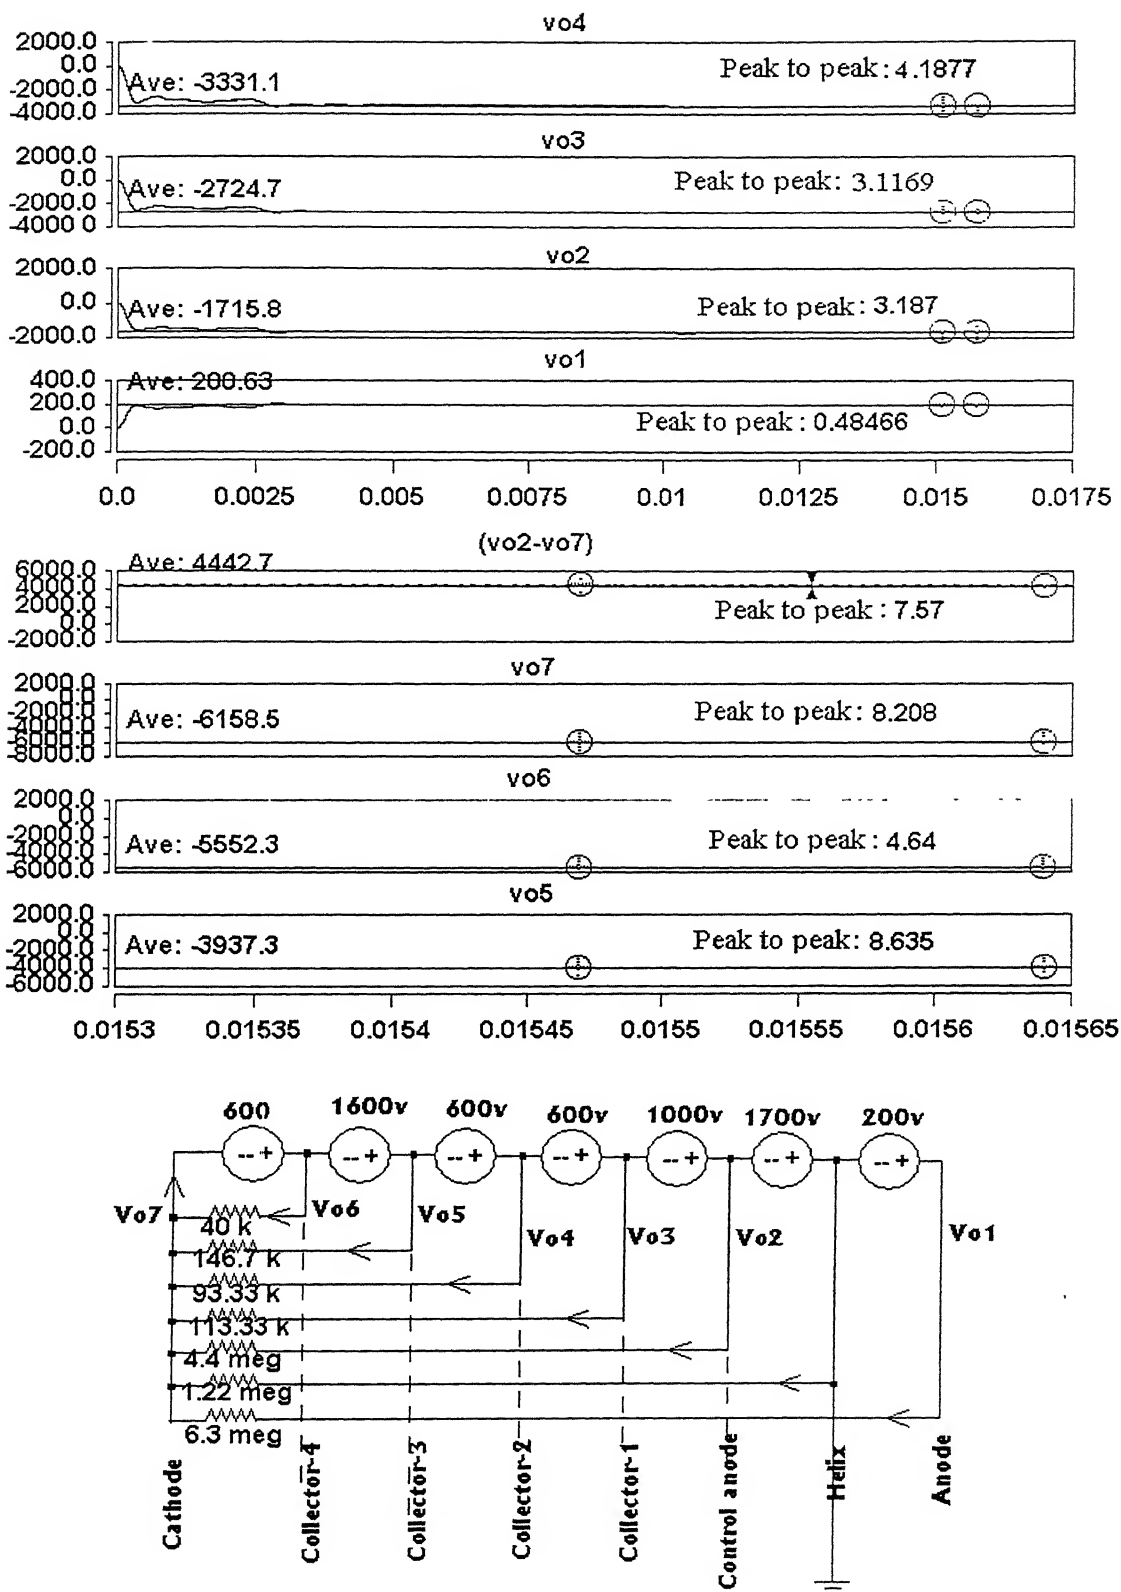 vo4
2000.0
0.0
-2000.0
-4000.0
Ave: -3331.1
Peak to peak: 4.1877
vo3
2000.0
0.0
-2000.0
-4000 0
Ave: -2724.7
Peak to peak: 3.1169
vo2
2000.0
0.0
-2000.0
Ave: -1715.8
Peak to peak: 3.187
vo1
400.0
200.0
0.0
-200.0
Ave: 200.63
Peak to peak: 0.48466
0.0 0.0025 0.005 0.0075 0.01 0.0125 0.015 0.0175
(vo2-vo7)
6000.0
4000.0
2000.0
0.0
-2000.0
Ave: 4442.7
Peak to peak: 7.57
vo7
2000.0
0.0
-2000.0
-4000.0
-6000.0
-8000.0
Ave: -6158.5
Peak to peak: 8.208
vo6
2000.0
0.0
-2000.0
-4000.0
-6000.0
Ave: -5552.3
Peak to peak: 4.64
vo5
2000.0
0.0
-2000.0
-4000.0
-6000.0
Ave: -3937.3
Peak to peak: 8.635
0.0153 0.01535 0.0154 0.01545 0.0155 0.01555 0.0156 0.01565
600 1600v 600v 600v 1000v 1700v 200v
-- + -- + -- + -- + -- + -- + -- +
Vo7 Vo6 Vo5 Vo4 Vo3 Vo2 Vo1
40 k
146.7 k
93.33 k
113.33 k
4.4 meg
1.22 meg
6.3 meg
Cathode
Collector-4
Collector-3
Collector-2
Collector-1
Control anode
Helix
Anode